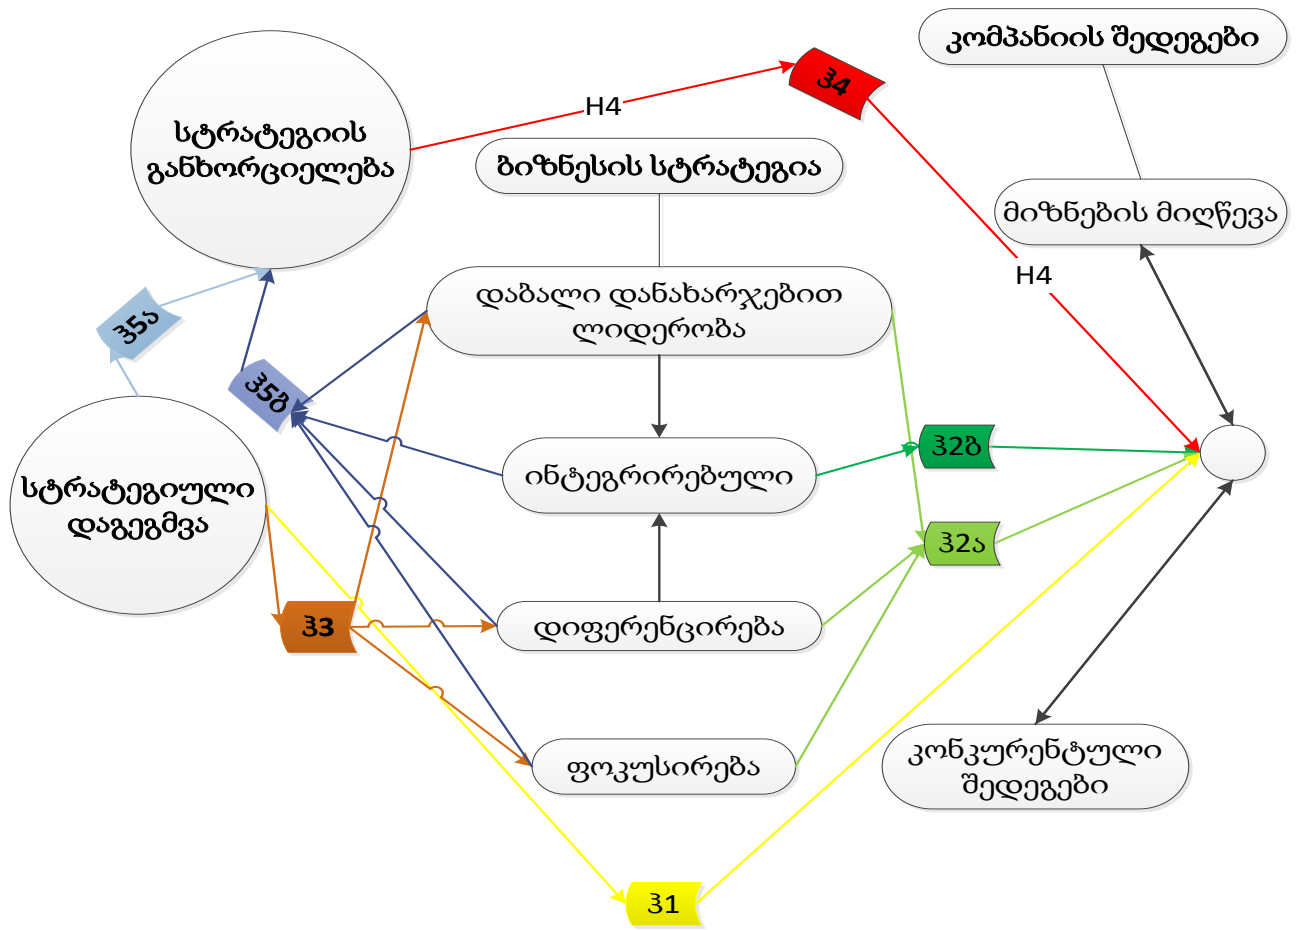 კომპანიის შედეგები
ჰ4
სტრატეგიის
განხორციელება
H4
ბიზნესის სტრატეგია
მიზნების მიღწევა
H4
დაბალი დანახარჯებით
ლიდერობა
ჰ5ა
ჰ5ბ
ჰ2ბ
ინტეგრირებული
სტრატეგიული
დაგეგმვა
ჰ2ა
ჰ3
დიფერენცირება
ფოკუსირება
კონკურენტული
შედეგები
ჰ1